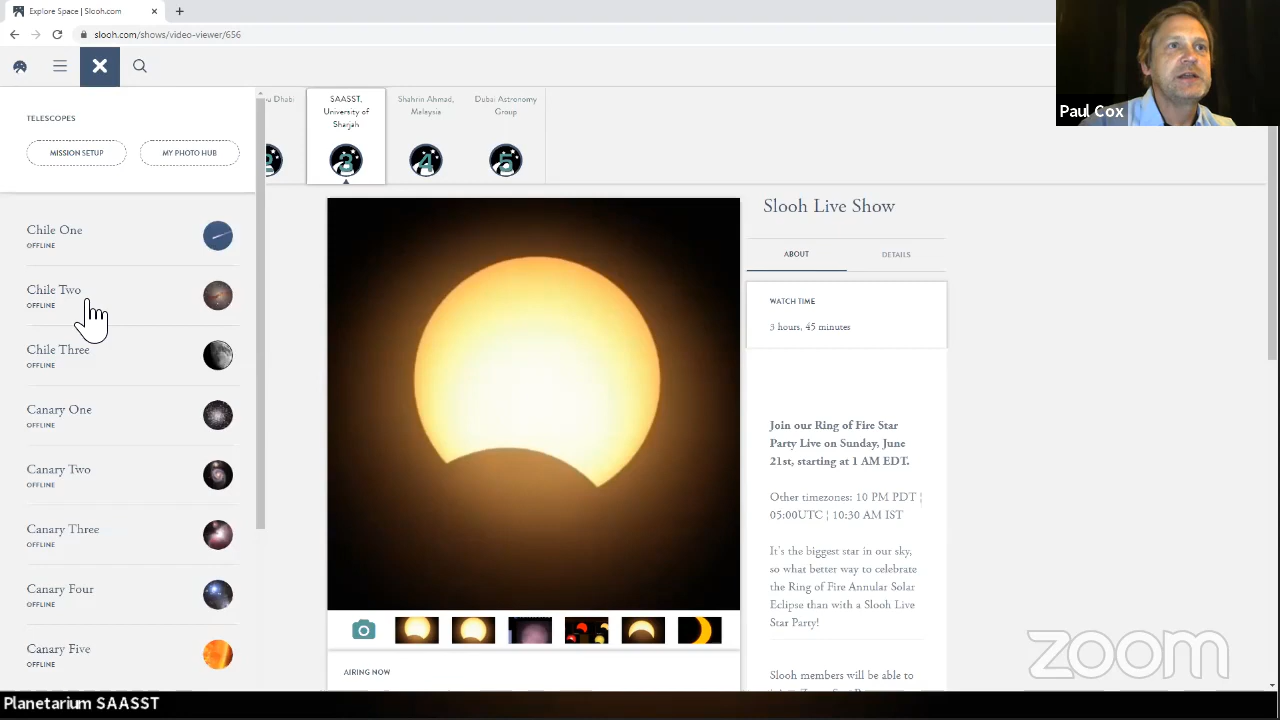 Explore Space | Slooh.com
slooh.com/shows/video-viewer/656
Paul Cox
TELESCOPES
MISSION SETUP
MY PHOTO HUB
Chile One
OFFLINE
Chile Two
OFFLINE
Chile Three
OFFLINE
Canary One
OFFLINE
Canary Two
OFFLINE
Canary Three
OFFLINE
Canary Four
OFFLINE
Canary Five
OFFLINE
Dhabi
2
SAASST,
University of
Sharjah
3
Shahrin Ahmad,
Malaysia
4
Dubai Astronomy
Group
5
AIRING NOW
Slooh Live Show
ABOUT
DETAILS
WATCH TIME
3 hours, 45 minutes
Join our Ring of Fire Star
Party Live on Sunday, June
21st, starting at 1 AM EDT.
Other timezones: 10 PM PDT ¦
05:00UTC ¦ 10:30 AM IST
It's the biggest star in our sky,
so what better way to celebrate
the Ring of Fire Annular Solar
Eclipse than with a Slooh Live
Star Party!
Slooh members will be able to
zoom
Planetarium SAASST